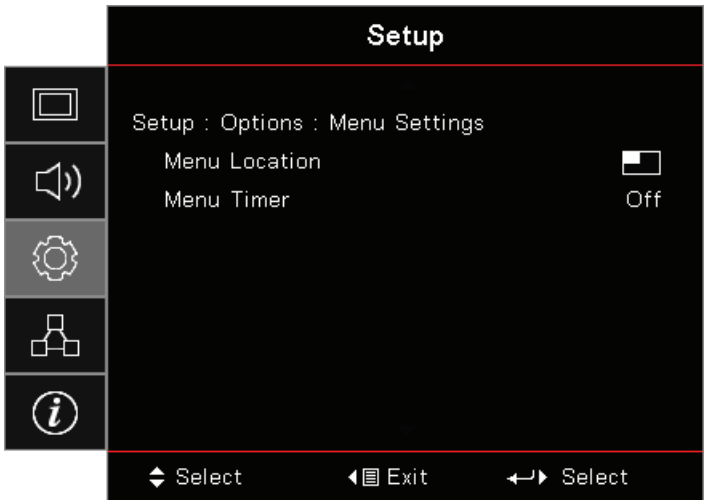 Setup
Setup : Options : Menu Settings
Menu Location
Menu Timer Off
Select Exit Select